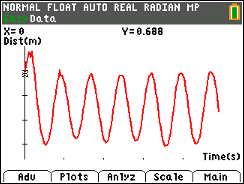 NORMAL FLOAT AUTO REAL RADIAN MP
Data
X=0 Y=0.688
Dist(m)
Time(s)
Adv Plots Anlyz Scale Main